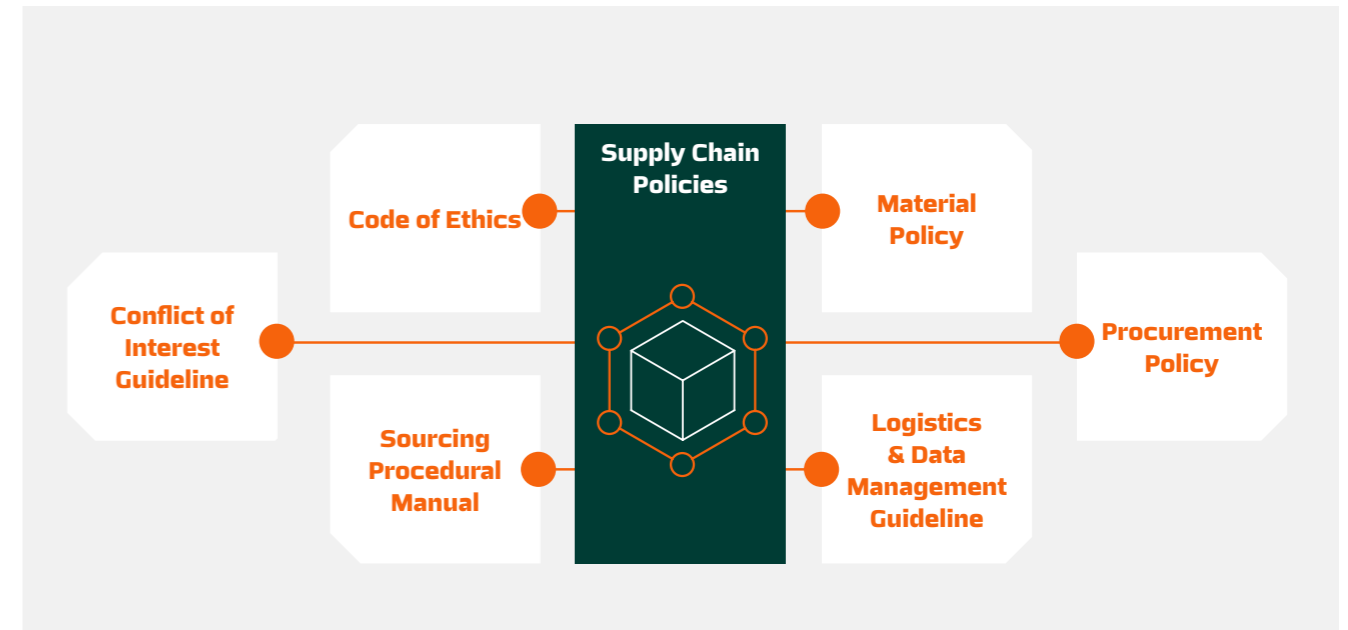 Supply Chain
Policies
Code of Ethics
Material
Policy
Conflict of
Interest
Guideline
Procurement
Policy
Sourcing
Procedural
Manual
Logistics
& Data
Management
Guideline